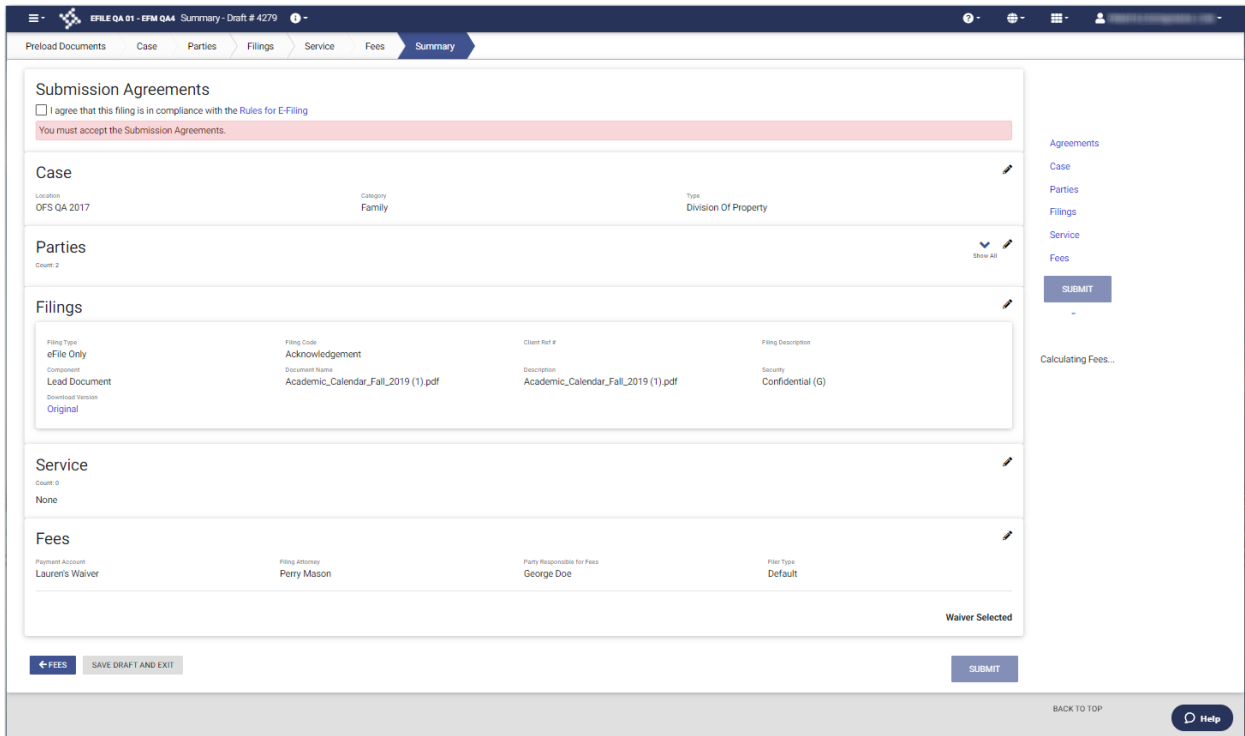 EFILE QA 01 - EFM QA4 Summary - Draft # 4279
Preload Documents Case Parties Filings Service Fees Summary
Submission Agreements
I agree that this filing is in compliance with the Rules for E-Filing
You must accept the Submission Agreements.
Agreements
Case
Parties
Filings
Service
Fees
SUBMIT
Calculating Fees...
Case
Location Category Type
OFS QA 2017 Family Division Of Property
Parties
Count: 2
Show All
Filings
Filing Type Filing Code Client Ref # Filing Description
eFile Only Acknowledgement
Component Document Name Description Security
Lead Document Academic_Calendar_Fall_2019 (1).pdf Academic_Calendar_Fall_2019 (1).pdf Confidential (G)
Download Version
Original
Service
Count: 0
None
Fees
Payment Account Filing Attorney Party Responsible for Fees Filer Type
Lauren's Waiver Perry Mason George Doe Default
Waiver Selected
FEES SAVE DRAFT AND EXIT SUBMIT
BACK TO TOP
Help